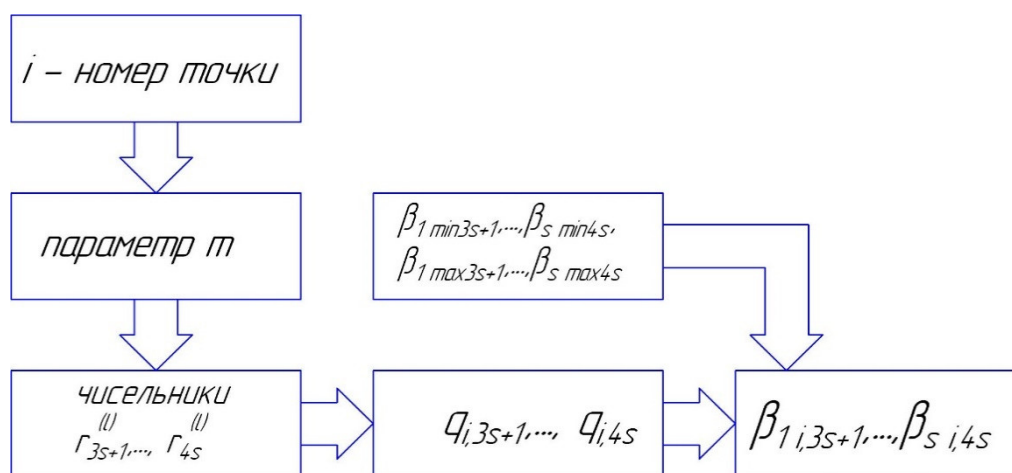 i – номер точки
параметр m
β1 min3s+1,...,βs min4s,
β1 max3s+1,...,βs max4s
чисельники
(l) (l)
r3s+1,..., r4s
qi,3s+1,..., qi,4s
β1 i,3s+1,...,βs i,4s